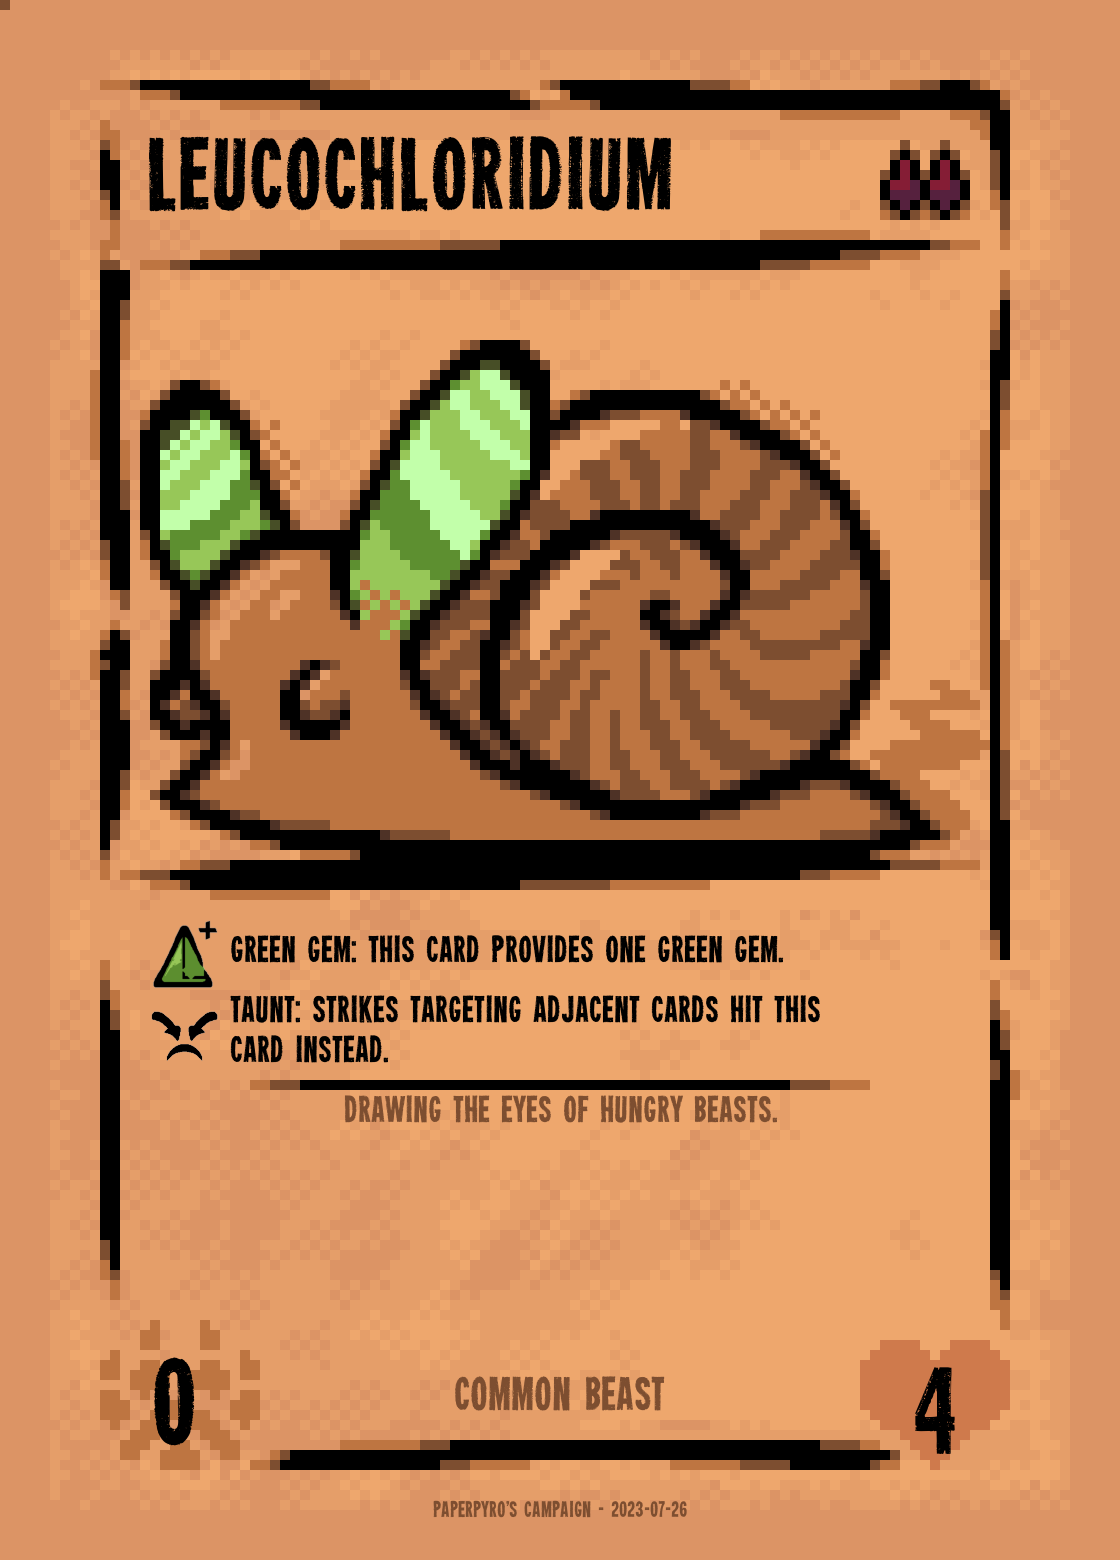 LEUCOCHLORIDIUM
GREEN GEM: THIS CARD PROVIDES ONE GREEN GEM.
TAUNT: STRIKES TARGETING ADJACENT CARDS HIT THIS
CARD INSTEAD.
DRAWING THE EYES OF HUNGRY BEASTS.
0
COMMON BEAST
4
PAPERPYRO'S CAMPAIGN - 2023-07-26